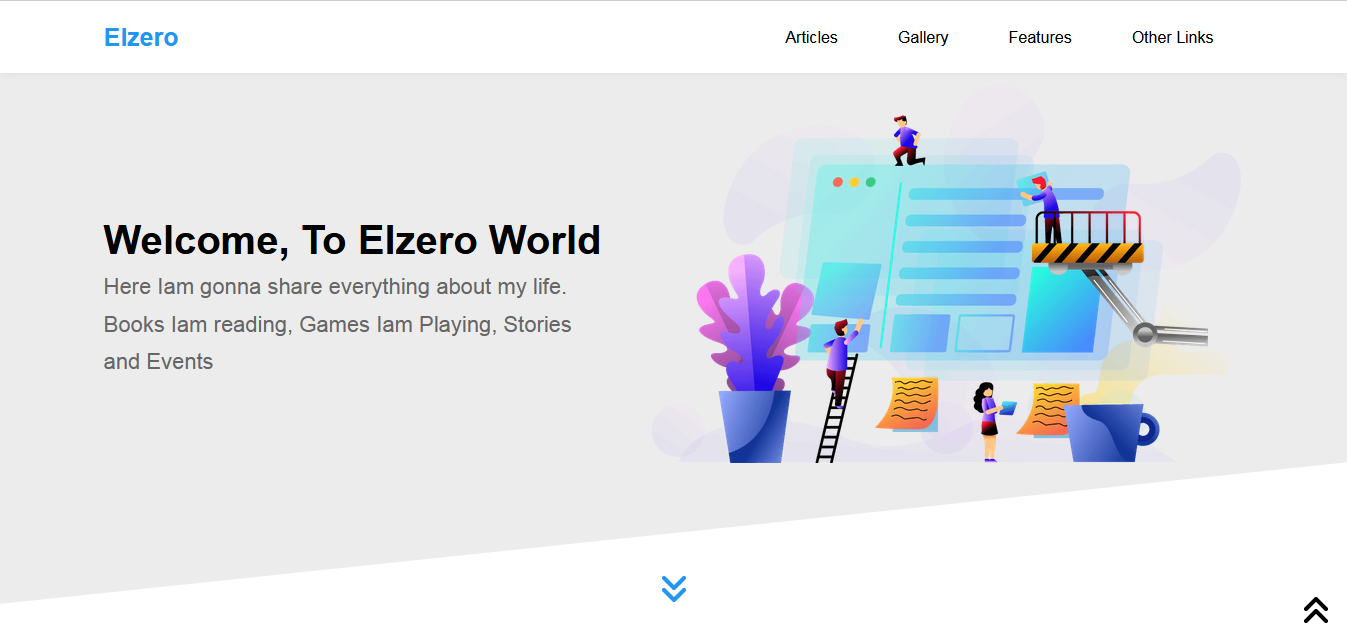 Elzero
Articles
Gallery
Features
Other Links
Welcome, To Elzero World
Here Iam gonna share everything about my life.
Books Iam reading, Games Iam Playing, Stories
and Events